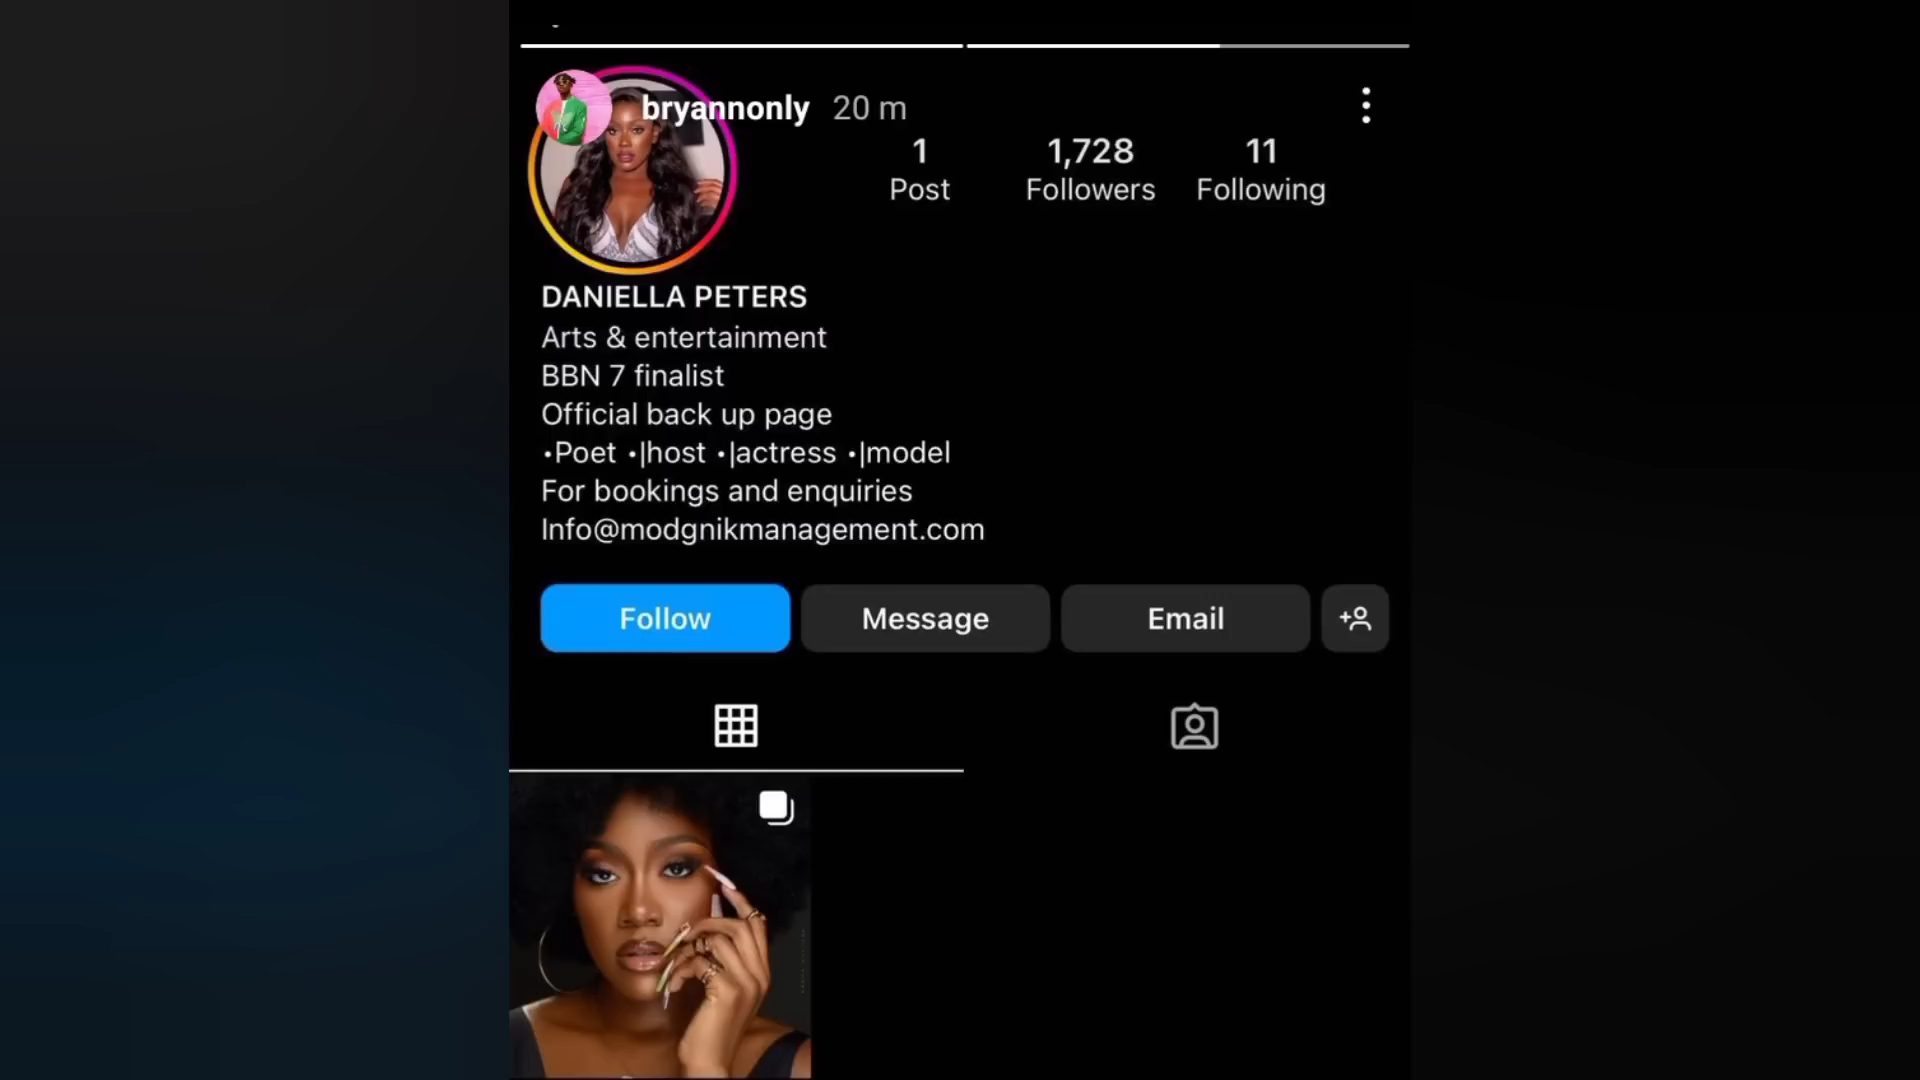 bryannonly 20 m
1 1,728 11
Post Followers Following
DANIELLA PETERS
Arts & entertainment
BBN 7 finalist
Official back up page
•Poet •|host •|actress •|model
For bookings and enquiries
Info@modgnikmanagement.com
Follow Message Email